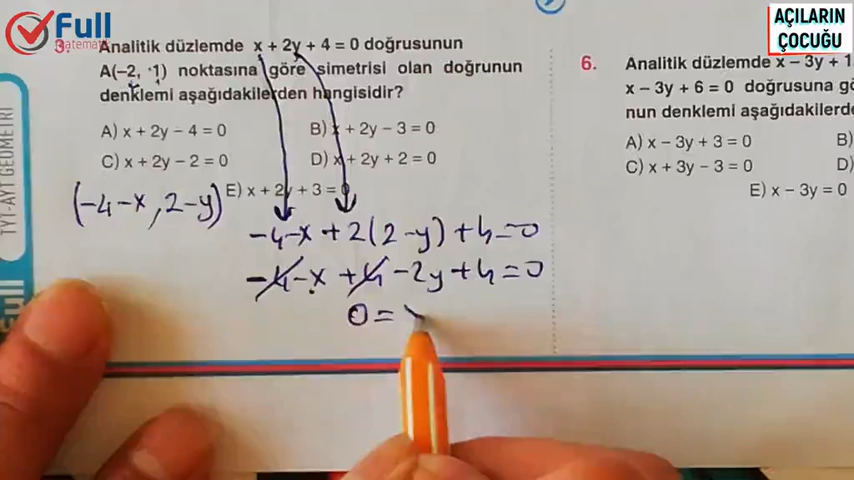 Full
Matematik
AÇILARIN
ÇOCUĞU
3. Analitik düzlemde x + 2y + 4 = 0 doğrusunun
A(−2, 1) noktasına göre simetrisi olan doğrunun
denklemi aşağıdakilerden hangisidir?
A) x + 2y − 4 = 0 B) x + 2y − 3 = 0
C) x + 2y − 2 = 0 D) x + 2y + 2 = 0
E) x + 2y + 3 = 0
(-4-x, 2-y)
-4-x + 2(2-y) + 4 = 0
-4-x + 4 - 2y + 4 = 0
0 =
6. Analitik düzlemde x − 3y + 1
x − 3y + 6 = 0 doğrusuna gö
nun denklemi aşağıdakilerde
A) x − 3y + 3 = 0 B)
C) x + 3y − 3 = 0 D)
E) x − 3y = 0
TYT-AYT GEOMETRİ